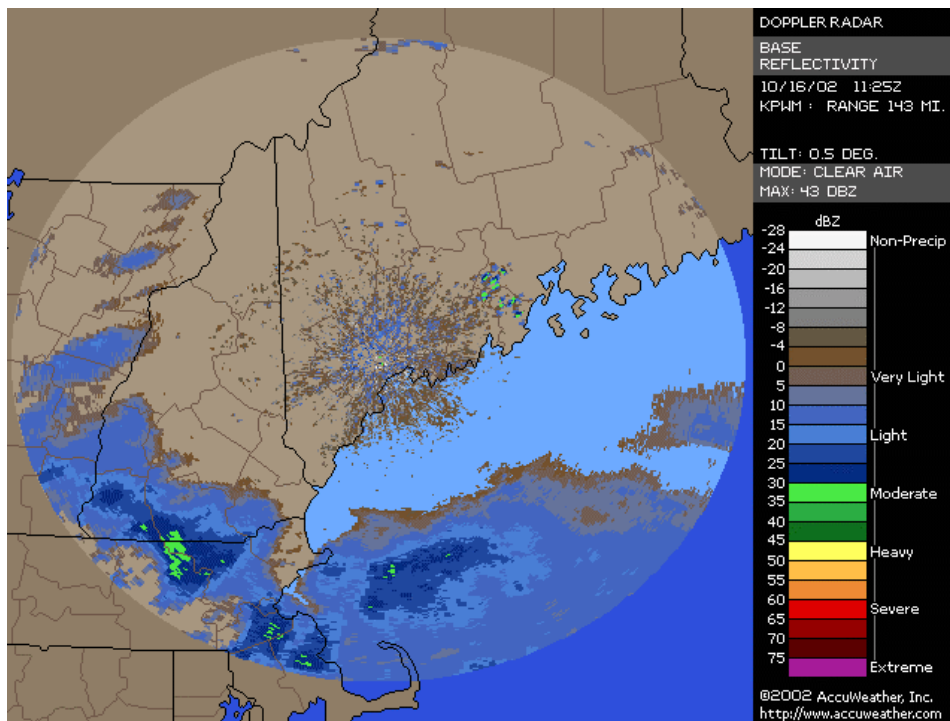 DOPPLER RADAR
BASE
REFLECTIVITY
10/16/02 11:25Z
KPWM : RANGE 143 MI.
TILT: 0.5 DEG.
MODE: CLEAR AIR
MAX: 43 DBZ
dBZ
-28 Non-Precip
-24
-20
-16
-12
-8
-4
0
5 Very Light
10
15
20 Light
25
30
35 Moderate
40
45
50 Heavy
55
60
65 Severe
70
75
Extreme
©2002 AccuWeather, Inc.
http://www.accuweather.com